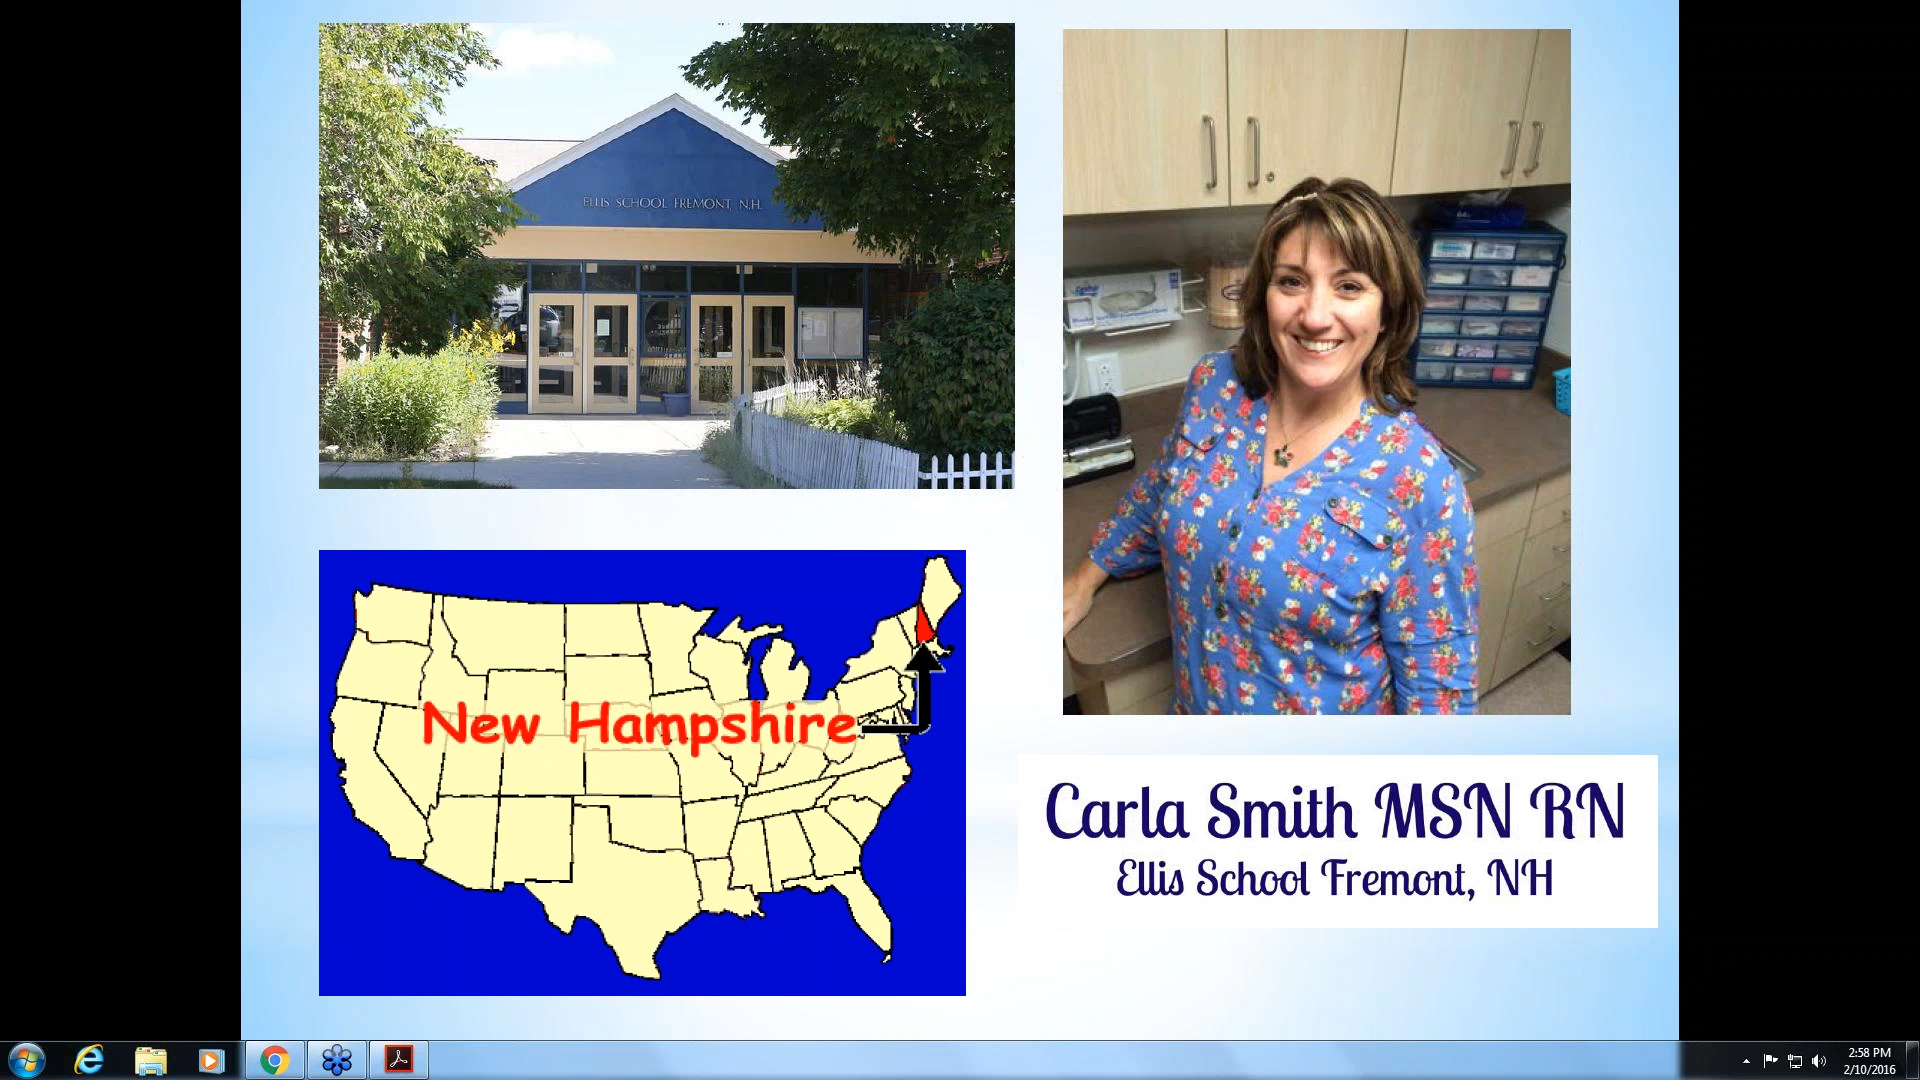 ELLIS SCHOOL FREMONT, N.H.
New Hampshire
Carla Smith MSN RN
Ellis School Fremont, NH
2:58 PM
2/10/2016